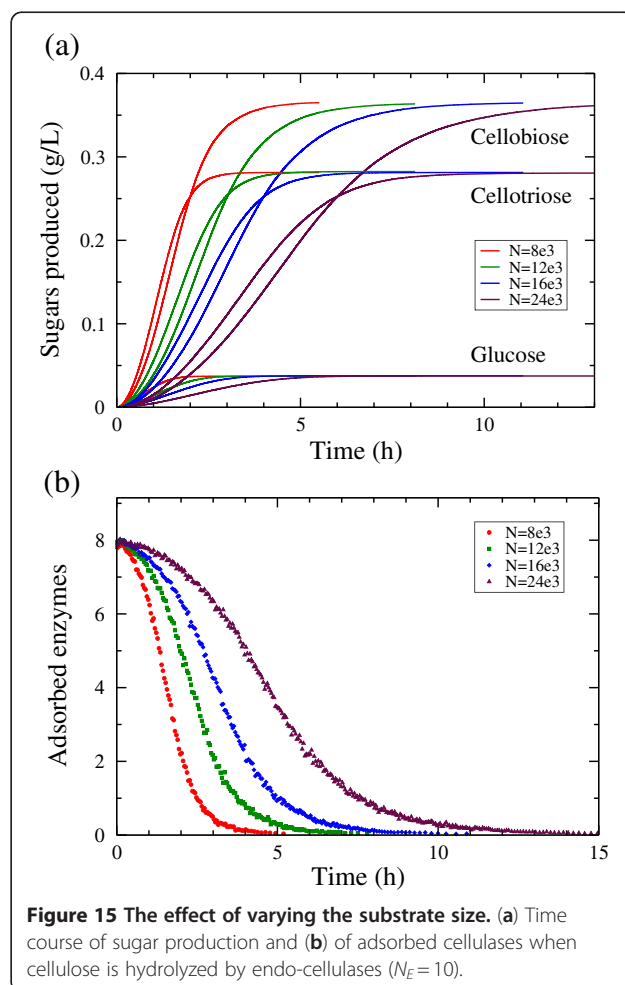 (a)
0.4
0.3
0.2
0.1
0
Sugars produced (g/L)
Cellobiose
Cellotriose
N=8e3
N=12e3
N=16e3
N=24e3
Glucose
0 5 10
Time (h)
(b)
8
6
4
2
0
Adsorbed enzymes
N=8e3
N=12e3
N=16e3
N=24e3
0 5 10 15
Time (h)
Figure 15 The effect of varying the substrate size. (a) Time
course of sugar production and (b) of adsorbed cellulases when
cellulose is hydrolyzed by endo-cellulases (N_E = 10).